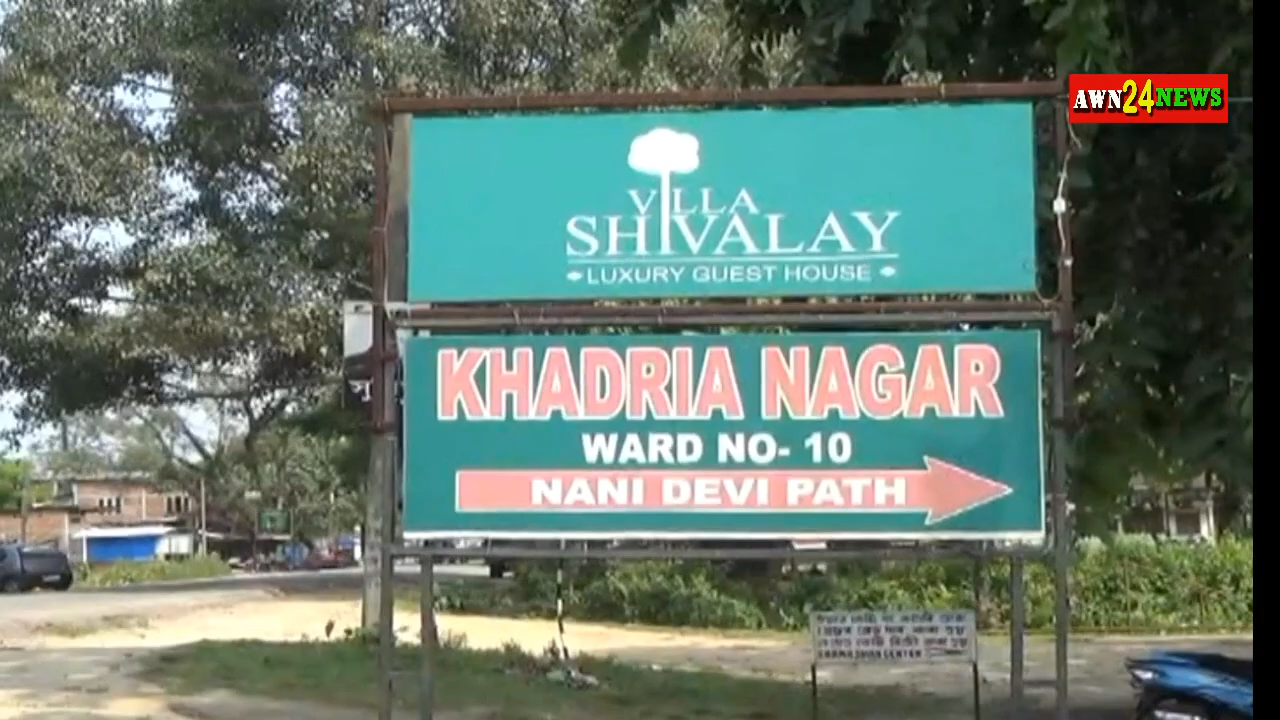 AWN24NEWS
VILLA
SHIVALAY
LUXURY GUEST HOUSE
KHADRIA NAGAR
WARD NO- 10
NANI DEVI PATH